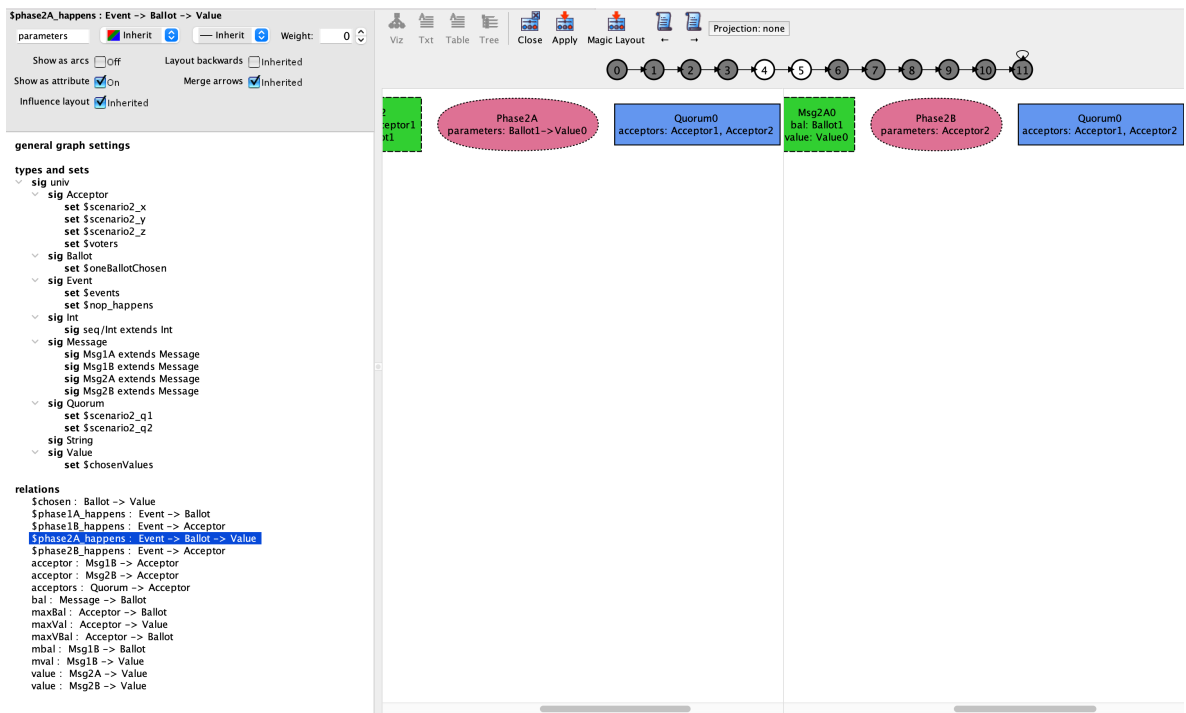 $phase2A_happens : Event -> Ballot -> Value
parameters Inherit Inherit Weight: 0
Show as arcs Off Layout backwards Inherited
Show as attribute On Merge arrows Inherited
Influence layout Inherited
general graph settings
types and sets
sig univ
sig Acceptor
set $scenario2_x
set $scenario2_y
set $scenario2_z
set $voters
sig Ballot
set $oneBallotChosen
sig Event
set $events
set $nop_happens
sig Int
sig seq/Int extends Int
sig Message
sig Msg1A extends Message
sig Msg1B extends Message
sig Msg2A extends Message
sig Msg2B extends Message
sig Quorum
set $scenario2_q1
set $scenario2_q2
sig String
sig Value
set $chosenValues
relations
$chosen : Ballot -> Value
$phase1A_happens : Event -> Ballot
$phase1B_happens : Event -> Acceptor
$phase2A_happens : Event -> Ballot -> Value
$phase2B_happens : Event -> Acceptor
acceptor : Msg1B -> Acceptor
acceptor : Msg2B -> Acceptor
acceptors : Quorum -> Acceptor
bal : Message -> Ballot
maxBal : Acceptor -> Ballot
maxVal : Acceptor -> Value
maxVBal : Acceptor -> Ballot
mbal : Msg1B -> Ballot
mval : Msg1B -> Value
value : Msg2A -> Value
value : Msg2B -> Value
Viz Txt Table Tree Close Apply Magic Layout ← → Projection: none
0 1 2 3 4 5 6 7 8 9 10 11
2
ceptor1
ot1
Phase2A
parameters: Ballot1->Value0
Quorum0
acceptors: Acceptor1, Acceptor2
Msg2A0
bal: Ballot1
value: Value0
Phase2B
parameters: Acceptor2
Quorum0
acceptors: Acceptor1, Acceptor2